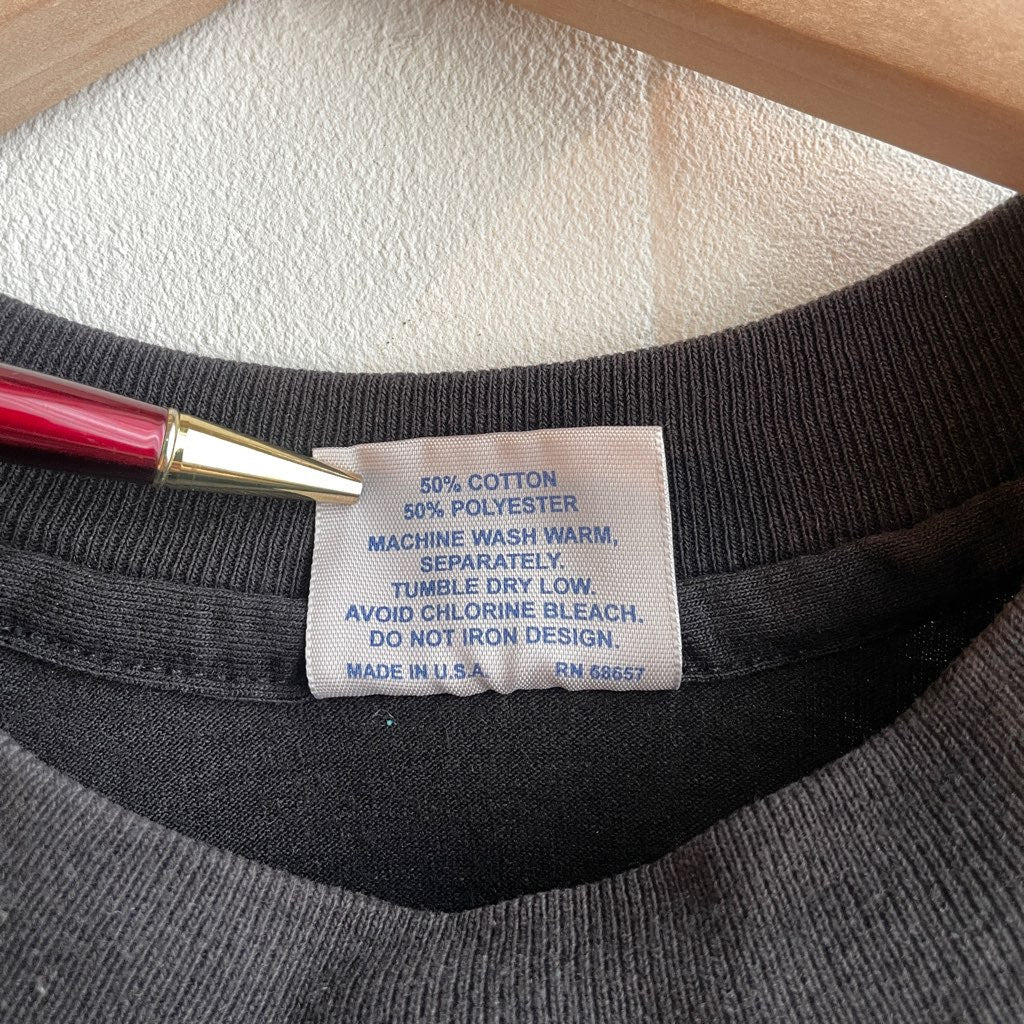 50% COTTON
50% POLYESTER
MACHINE WASH WARM,
SEPARATELY.
TUMBLE DRY LOW.
AVOID CHLORINE BLEACH.
DO NOT IRON DESIGN.
MADE IN U.S.A RN 68657